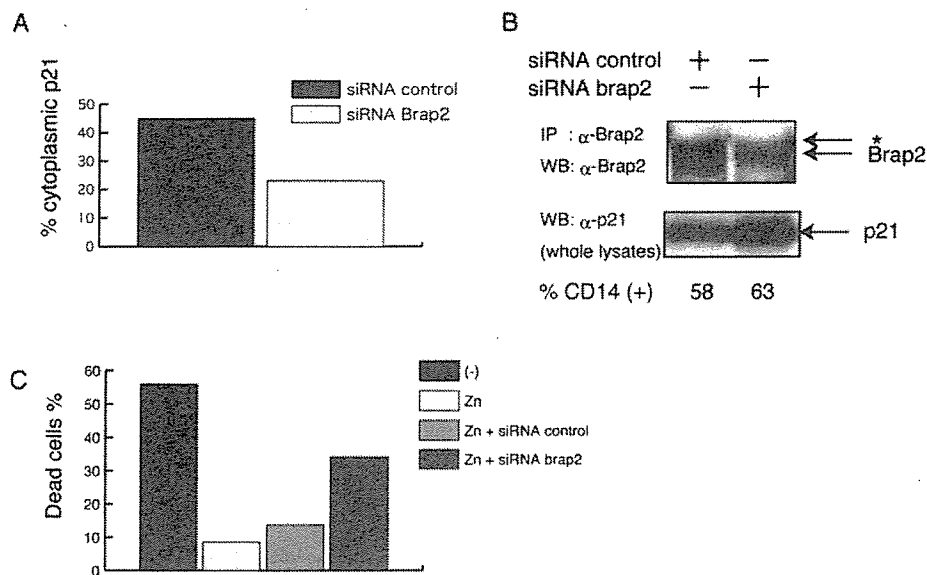 A
siRNA control
siRNA Brap2
% cytoplasmic p21
50
40
30
20
10
0
B
siRNA control + −
siRNA brap2 − +
IP : α-Brap2
WB: α-Brap2
*
Brap2
WB: α-p21
(whole lysates)
p21
% CD14 (+) 58 63
C
Dead cells %
60
50
40
30
20
10
0
(-)
Zn
Zn + siRNA control
Zn + siRNA brap2